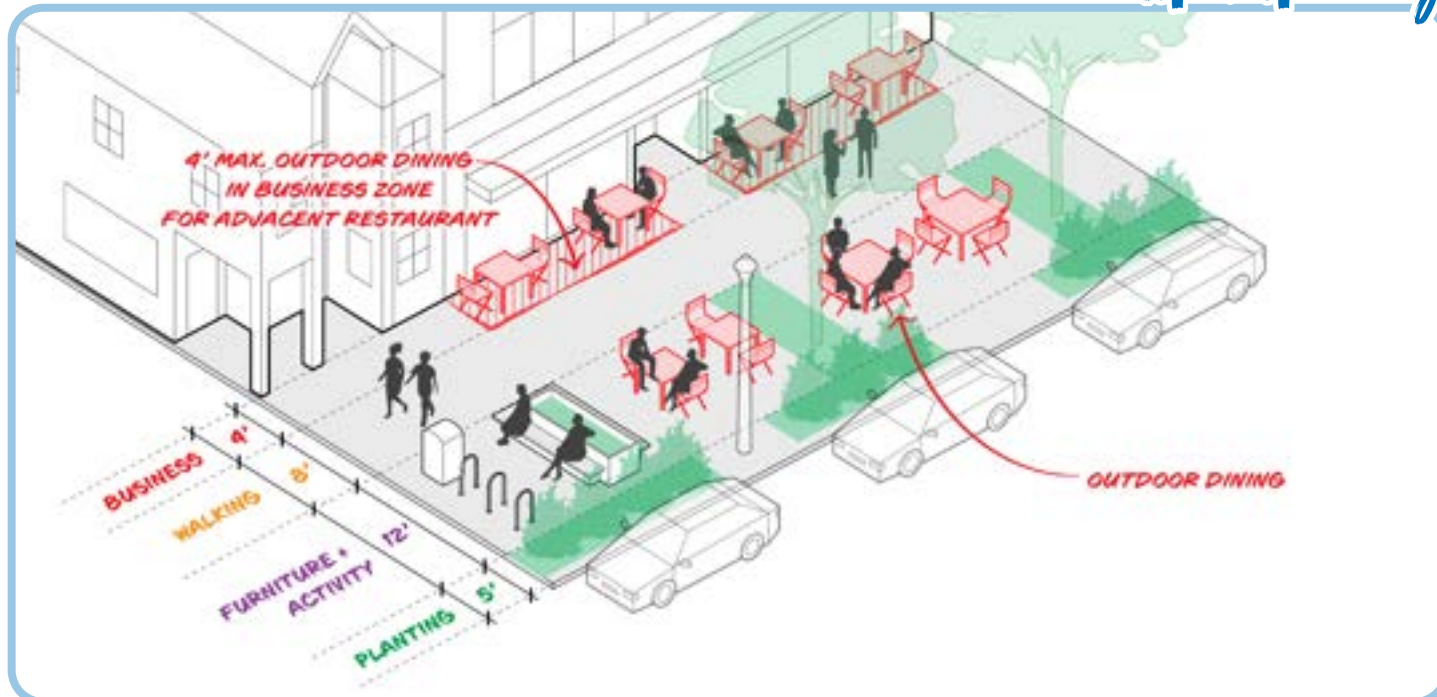 4' MAX. OUTDOOR DINING
IN BUSINESS ZONE
FOR ADJACENT RESTAURANT
OUTDOOR DINING
BUSINESS 4'
WALKING 8'
FURNITURE +
ACTIVITY 12'
PLANTING 5'